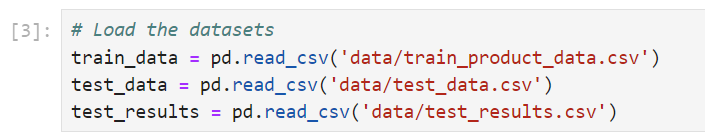 [3]: # Load the datasets
train_data = pd.read_csv('data/train_product_data.csv')
test_data = pd.read_csv('data/test_data.csv')
test_results = pd.read_csv('data/test_results.csv')